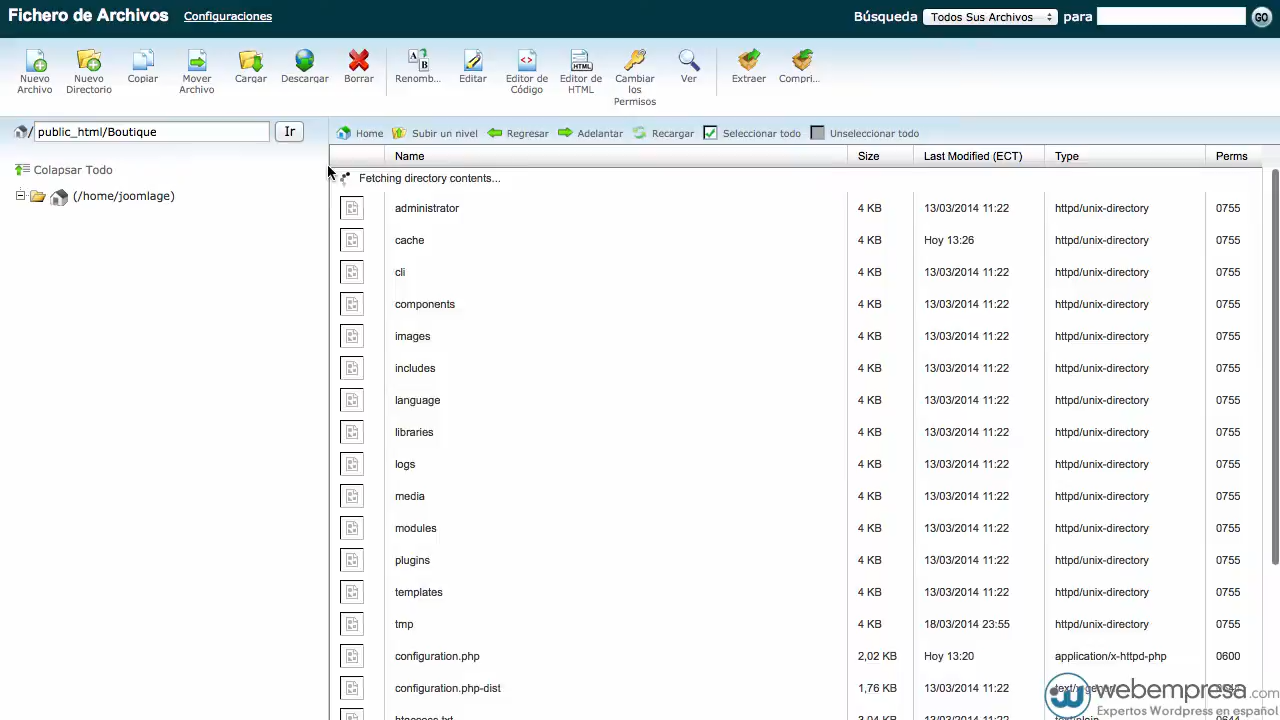 Fichero de Archivos Configuraciones Búsqueda Todos Sus Archivos para GO
Nuevo Archivo
Nuevo Directorio
Copiar
Mover Archivo
Cargar
Descargar
Borrar
Renomb...
Editar
Editor de Código
Editor de HTML
Cambiar los Permisos
Ver
Extraer
Compri...
/ public_html/Boutique Ir
Home Subir un nivel Regresar Adelantar Recargar Seleccionar todo Unseleccionar todo
Colapsar Todo
(/home/joomlage)
Name Size Last Modified (ECT) Type Perms
Fetching directory contents...
administrator 4 KB 13/03/2014 11:22 httpd/unix-directory 0755
cache 4 KB Hoy 13:26 httpd/unix-directory 0755
cli 4 KB 13/03/2014 11:22 httpd/unix-directory 0755
components 4 KB 13/03/2014 11:22 httpd/unix-directory 0755
images 4 KB 13/03/2014 11:22 httpd/unix-directory 0755
includes 4 KB 13/03/2014 11:22 httpd/unix-directory 0755
language 4 KB 13/03/2014 11:22 httpd/unix-directory 0755
libraries 4 KB 13/03/2014 11:22 httpd/unix-directory 0755
logs 4 KB 13/03/2014 11:22 httpd/unix-directory 0755
media 4 KB 13/03/2014 11:22 httpd/unix-directory 0755
modules 4 KB 13/03/2014 11:22 httpd/unix-directory 0755
plugins 4 KB 13/03/2014 11:22 httpd/unix-directory 0755
templates 4 KB 13/03/2014 11:22 httpd/unix-directory 0755
tmp 4 KB 18/03/2014 23:55 httpd/unix-directory 0755
configuration.php 2,02 KB Hoy 13:20 application/x-httpd-php 0600
configuration.php-dist 1,76 KB 13/03/2014 11:22
webempresa.com
Expertos Wordpress en español